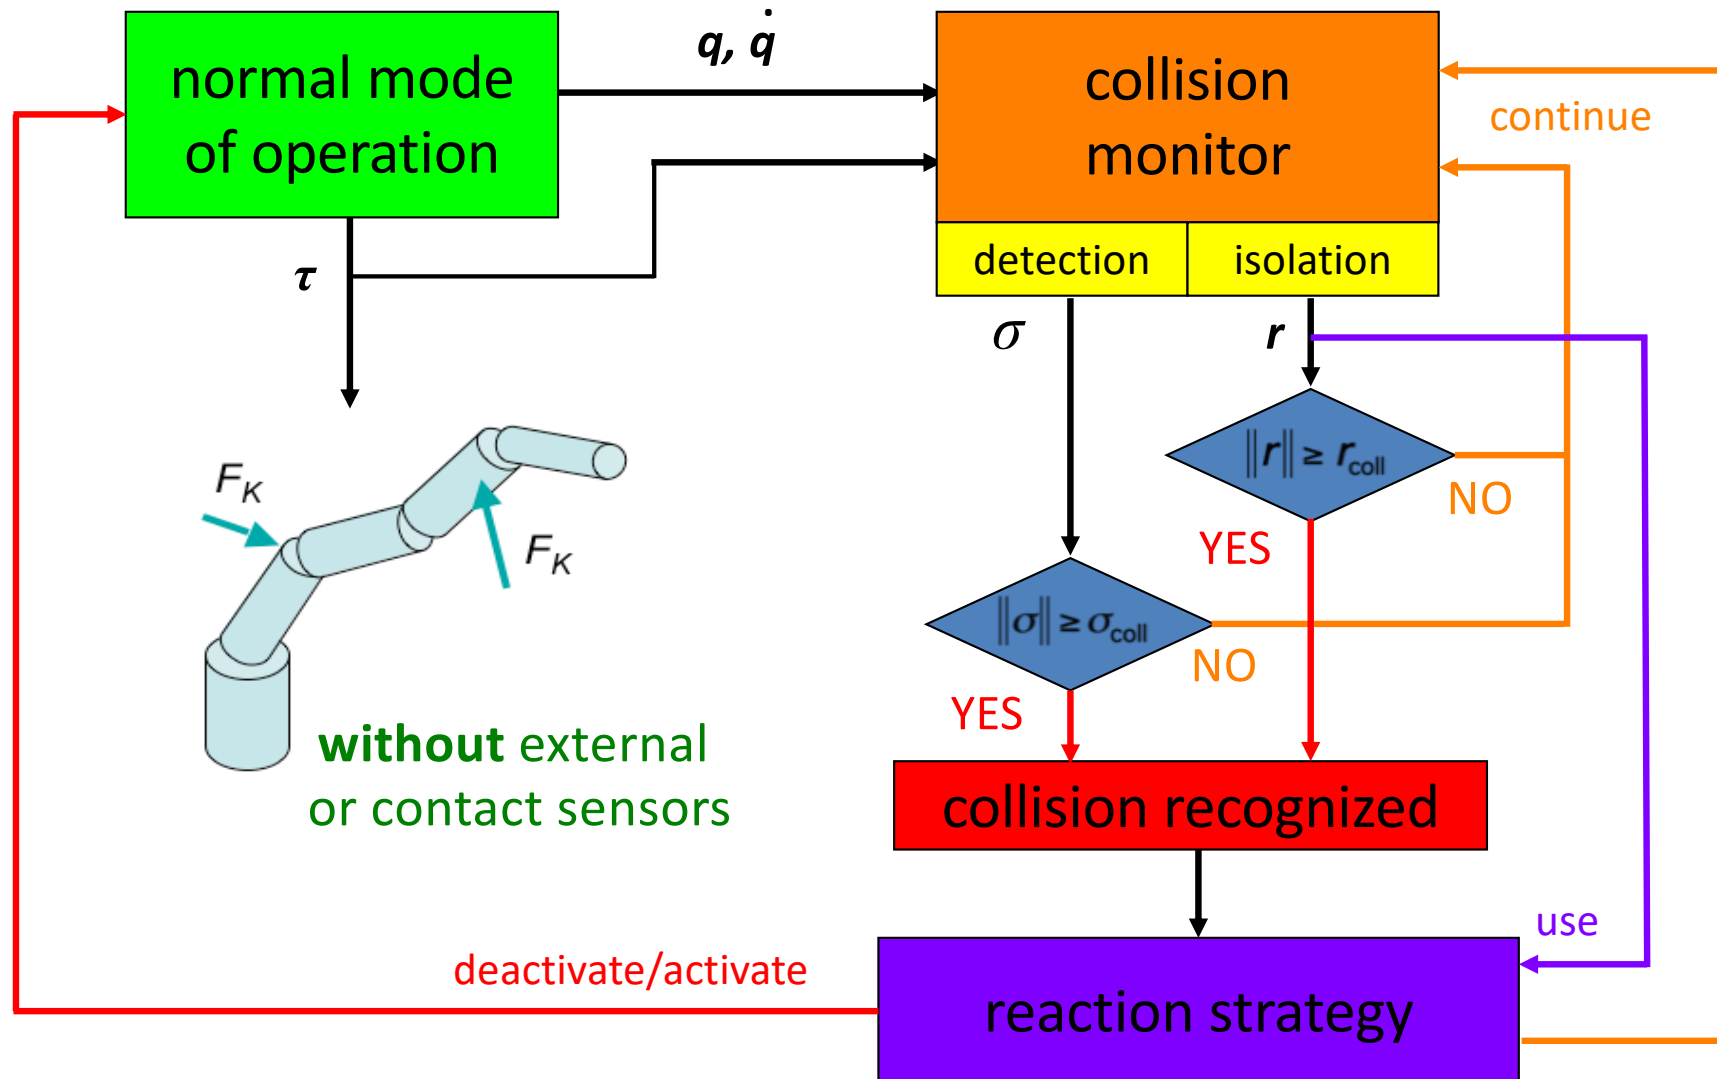 normal mode
of operation
q, q̇
collision
monitor
continue
detection
isolation
τ
σ
r
‖r‖ ≥ r_coll
NO
YES
F_K
F_K
‖σ‖ ≥ σ_coll
NO
YES
without external
or contact sensors
collision recognized
use
deactivate/activate
reaction strategy